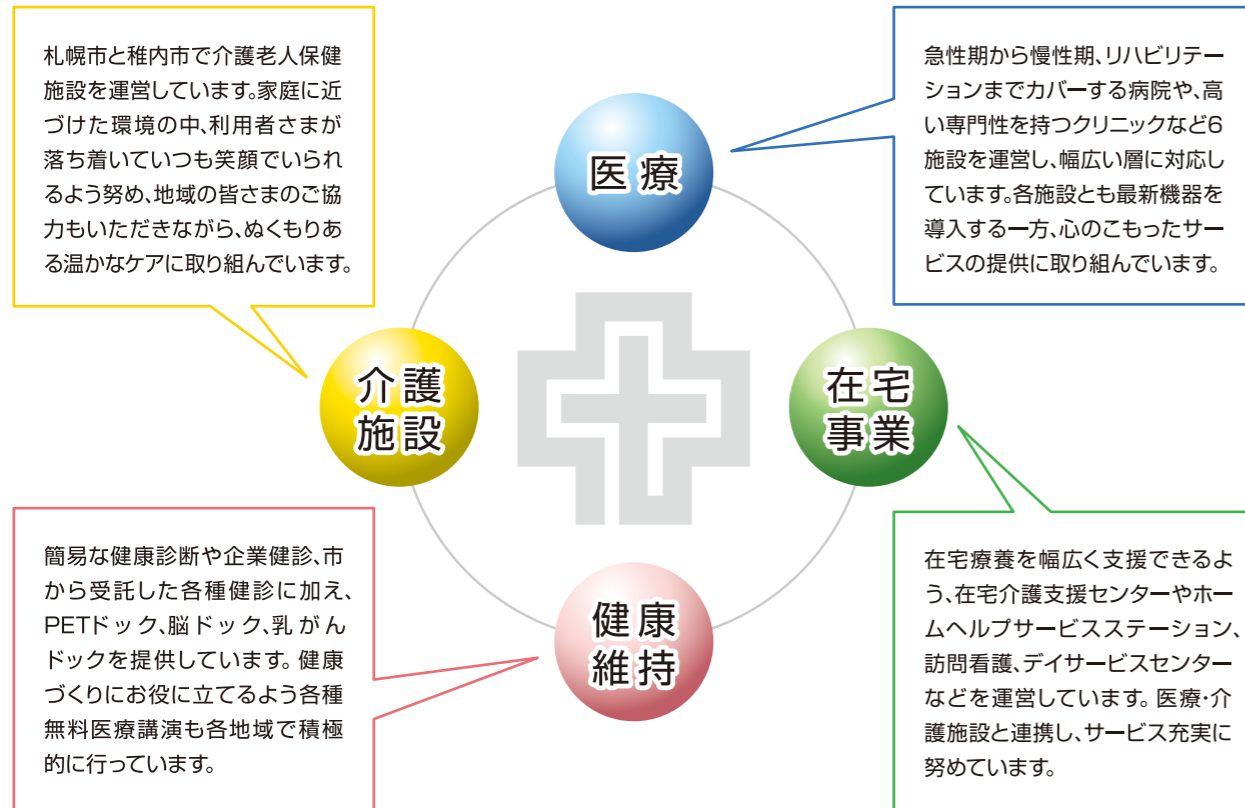 札幌市と稚内市で介護老人保健
施設を運営しています。家庭に近
づけた環境の中、利用者さまが
落ち着いていつも笑顔でいられ
るよう努め、地域の皆さまのご協
力もいただきながら、ぬくもりあ
る温かなケアに取り組んでいます。
医療
急性期から慢性期、リハビリテー
ションまでカバーする病院や、高
い専門性を持つクリニックなど6
施設を運営し、幅広い層に対応し
ています。各施設とも最新機器を
導入する一方、心のこもったサー
ビスの提供に取り組んでいます。
介護
施設
在宅
事業
簡易な健康診断や企業健診、市
から受託した各種健診に加え、
PETドック、脳ドック、乳がん
ドックを提供しています。健康
づくりにお役に立てるよう各種
無料医療講演も各地域で積極
的に行っています。
健康
維持
在宅療養を幅広く支援できるよ
う、在宅介護支援センターやホー
ムヘルプサービスステーション、
訪問看護、デイサービスセンター
などを運営しています。医療・介
護施設と連携し、サービス充実に
努めています。